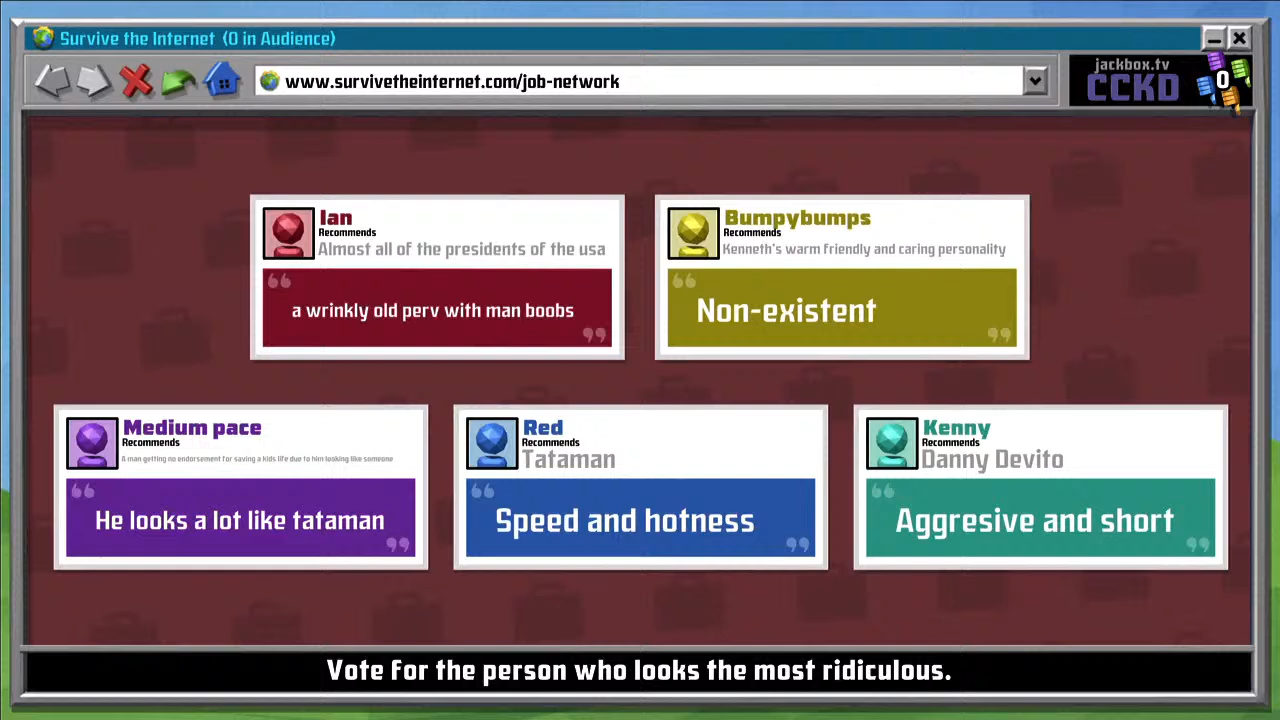 Survive the Internet (0 in Audience)
www.survivetheinternet.com/job-network
jackbox.tv
CCKD
0
Ian
Recommends
Almost all of the presidents of the usa
a wrinkly old perv with man boobs
Bumpybumps
Recommends
Kenneth's warm friendly and caring personality
Non-existent
Medium pace
Recommends
A man getting no endorsement for saving a kids life due to him looking like someone
He looks a lot like tataman
Red
Recommends
Tataman
Speed and hotness
Kenny
Recommends
Danny Devito
Aggresive and short
Vote for the person who looks the most ridiculous.